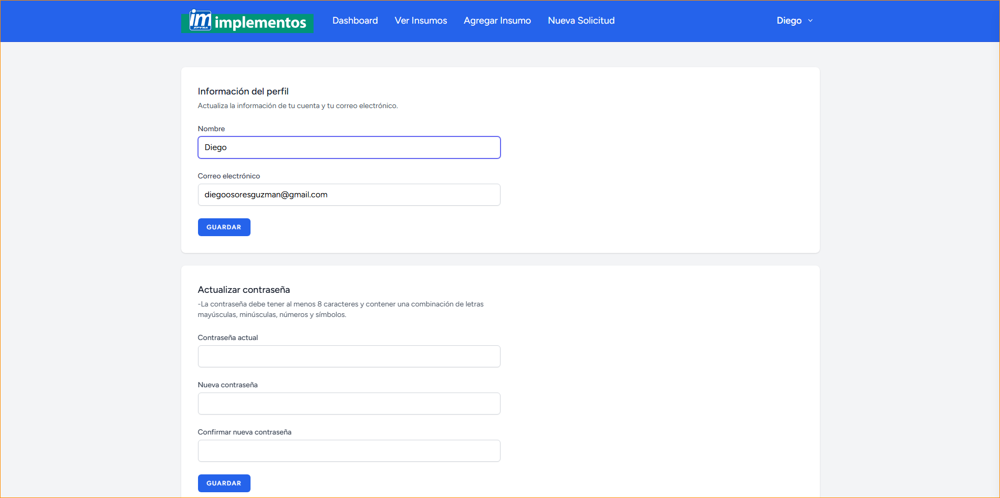 im
EPYSA
implementos
Dashboard
Ver Insumos
Agregar Insumo
Nueva Solicitud
Diego
Información del perfil
Actualiza la información de tu cuenta y tu correo electrónico.
Nombre
Diego
Correo electrónico
diegoosoresguzman@gmail.com
GUARDAR
Actualizar contraseña
-La contraseña debe tener al menos 8 caracteres y contener una combinación de letras
mayúsculas, minúsculas, números y símbolos.
Contraseña actual
Nueva contraseña
Confirmar nueva contraseña
GUARDAR